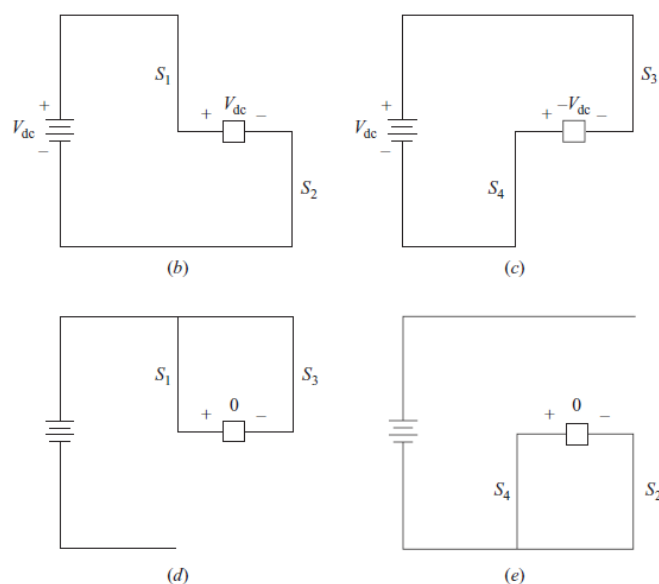 S1
+ Vdc −
+
Vdc
−
S2
(b)
S3
+ −Vdc −
+
Vdc
−
S4
(c)
S1
+ 0 −
S3
(d)
+ 0 −
S4
S2
(e)